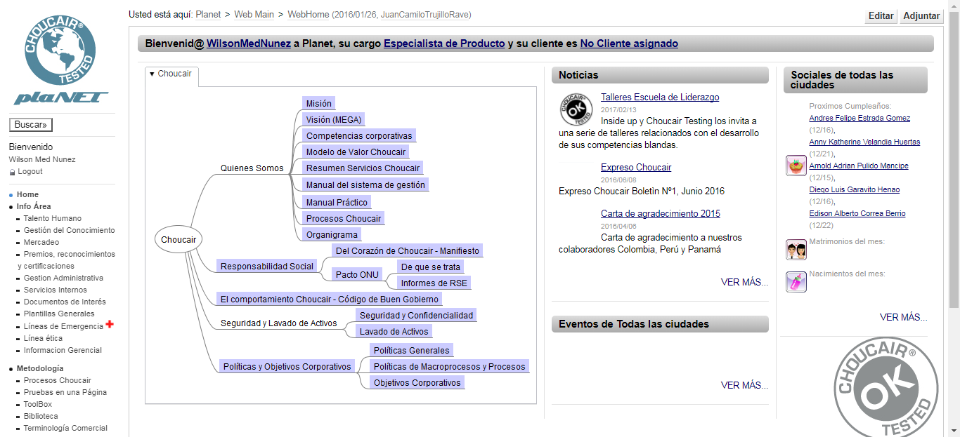 CHOUCAIR®
TESTED
plaNET
Buscar»
Bienvenido
Wilson Med Nunez
Logout
Home
Info Área
Talento Humano
Gestión del Conocimiento
Mercadeo
Premios, reconocimientos
y certificaciones
Gestion Administrativa
Servicios Internos
Documentos de Interés
Plantillas Generales
Líneas de Emergencia
Línea ética
Informacion Gerencial
Metodología
Procesos Choucair
Pruebas en una Página
ToolBox
Biblioteca
Terminología Comercial
Usted está aquí: Planet > Web Main > WebHome (2016/01/26, JuanCamiloTrujilloRave)
Editar
Adjuntar
Bienvenid@ WilsonMedNunez a Planet, su cargo Especialista de Producto y su cliente es No Cliente asignado
▾ Choucair
Choucair
Quienes Somos
Misión
Visión (MEGA)
Competencias corporativas
Modelo de Valor Choucair
Resumen Servicios Choucair
Manual del sistema de gestión
Manual Práctico
Procesos Choucair
Organigrama
Responsabilidad Social
Del Corazón de Choucair - Manifiesto
Pacto ONU
De que se trata
Informes de RSE
El comportamiento Choucair - Código de Buen Gobierno
Seguridad y Lavado de Activos
Seguridad y Confidencialidad
Lavado de Activos
Políticas y Objetivos Corporativos
Políticas Generales
Políticas de Macroprocesos y Procesos
Objetivos Corporativos
Noticias
CHOUCAIR
OK
TESTED
Talleres Escuela de Liderazgo
2017/02/13
Inside up y Choucair Testing los invita a
una serie de talleres relacionados con el desarrollo
de sus competencias blandas.
Expreso Choucair
2016/06/08
Expreso Choucair Boletín Nº1, Junio 2016
Carta de agradecimiento 2015
2016/04/06
Carta de agradecimiento a nuestros
colaboradores Colombia, Perú y Panamá
VER MÁS...
Eventos de Todas las ciudades
VER MÁS...
Sociales de todas las
ciudades
Proximos Cumpleaños:
Andres Felipe Estrada Gomez
(12/16),
Anny Katherine Velandia Huertas
(12/21),
Arnold Adrian Pulido Mancipe
(12/15),
Diego Luis Garavito Henao
(12/16),
Edison Alberto Correa Berrio
(12/22)
Matrimonios del mes:
Nacimientos del mes:
VER MÁS...
CHOUCAIR®
OK
TESTED